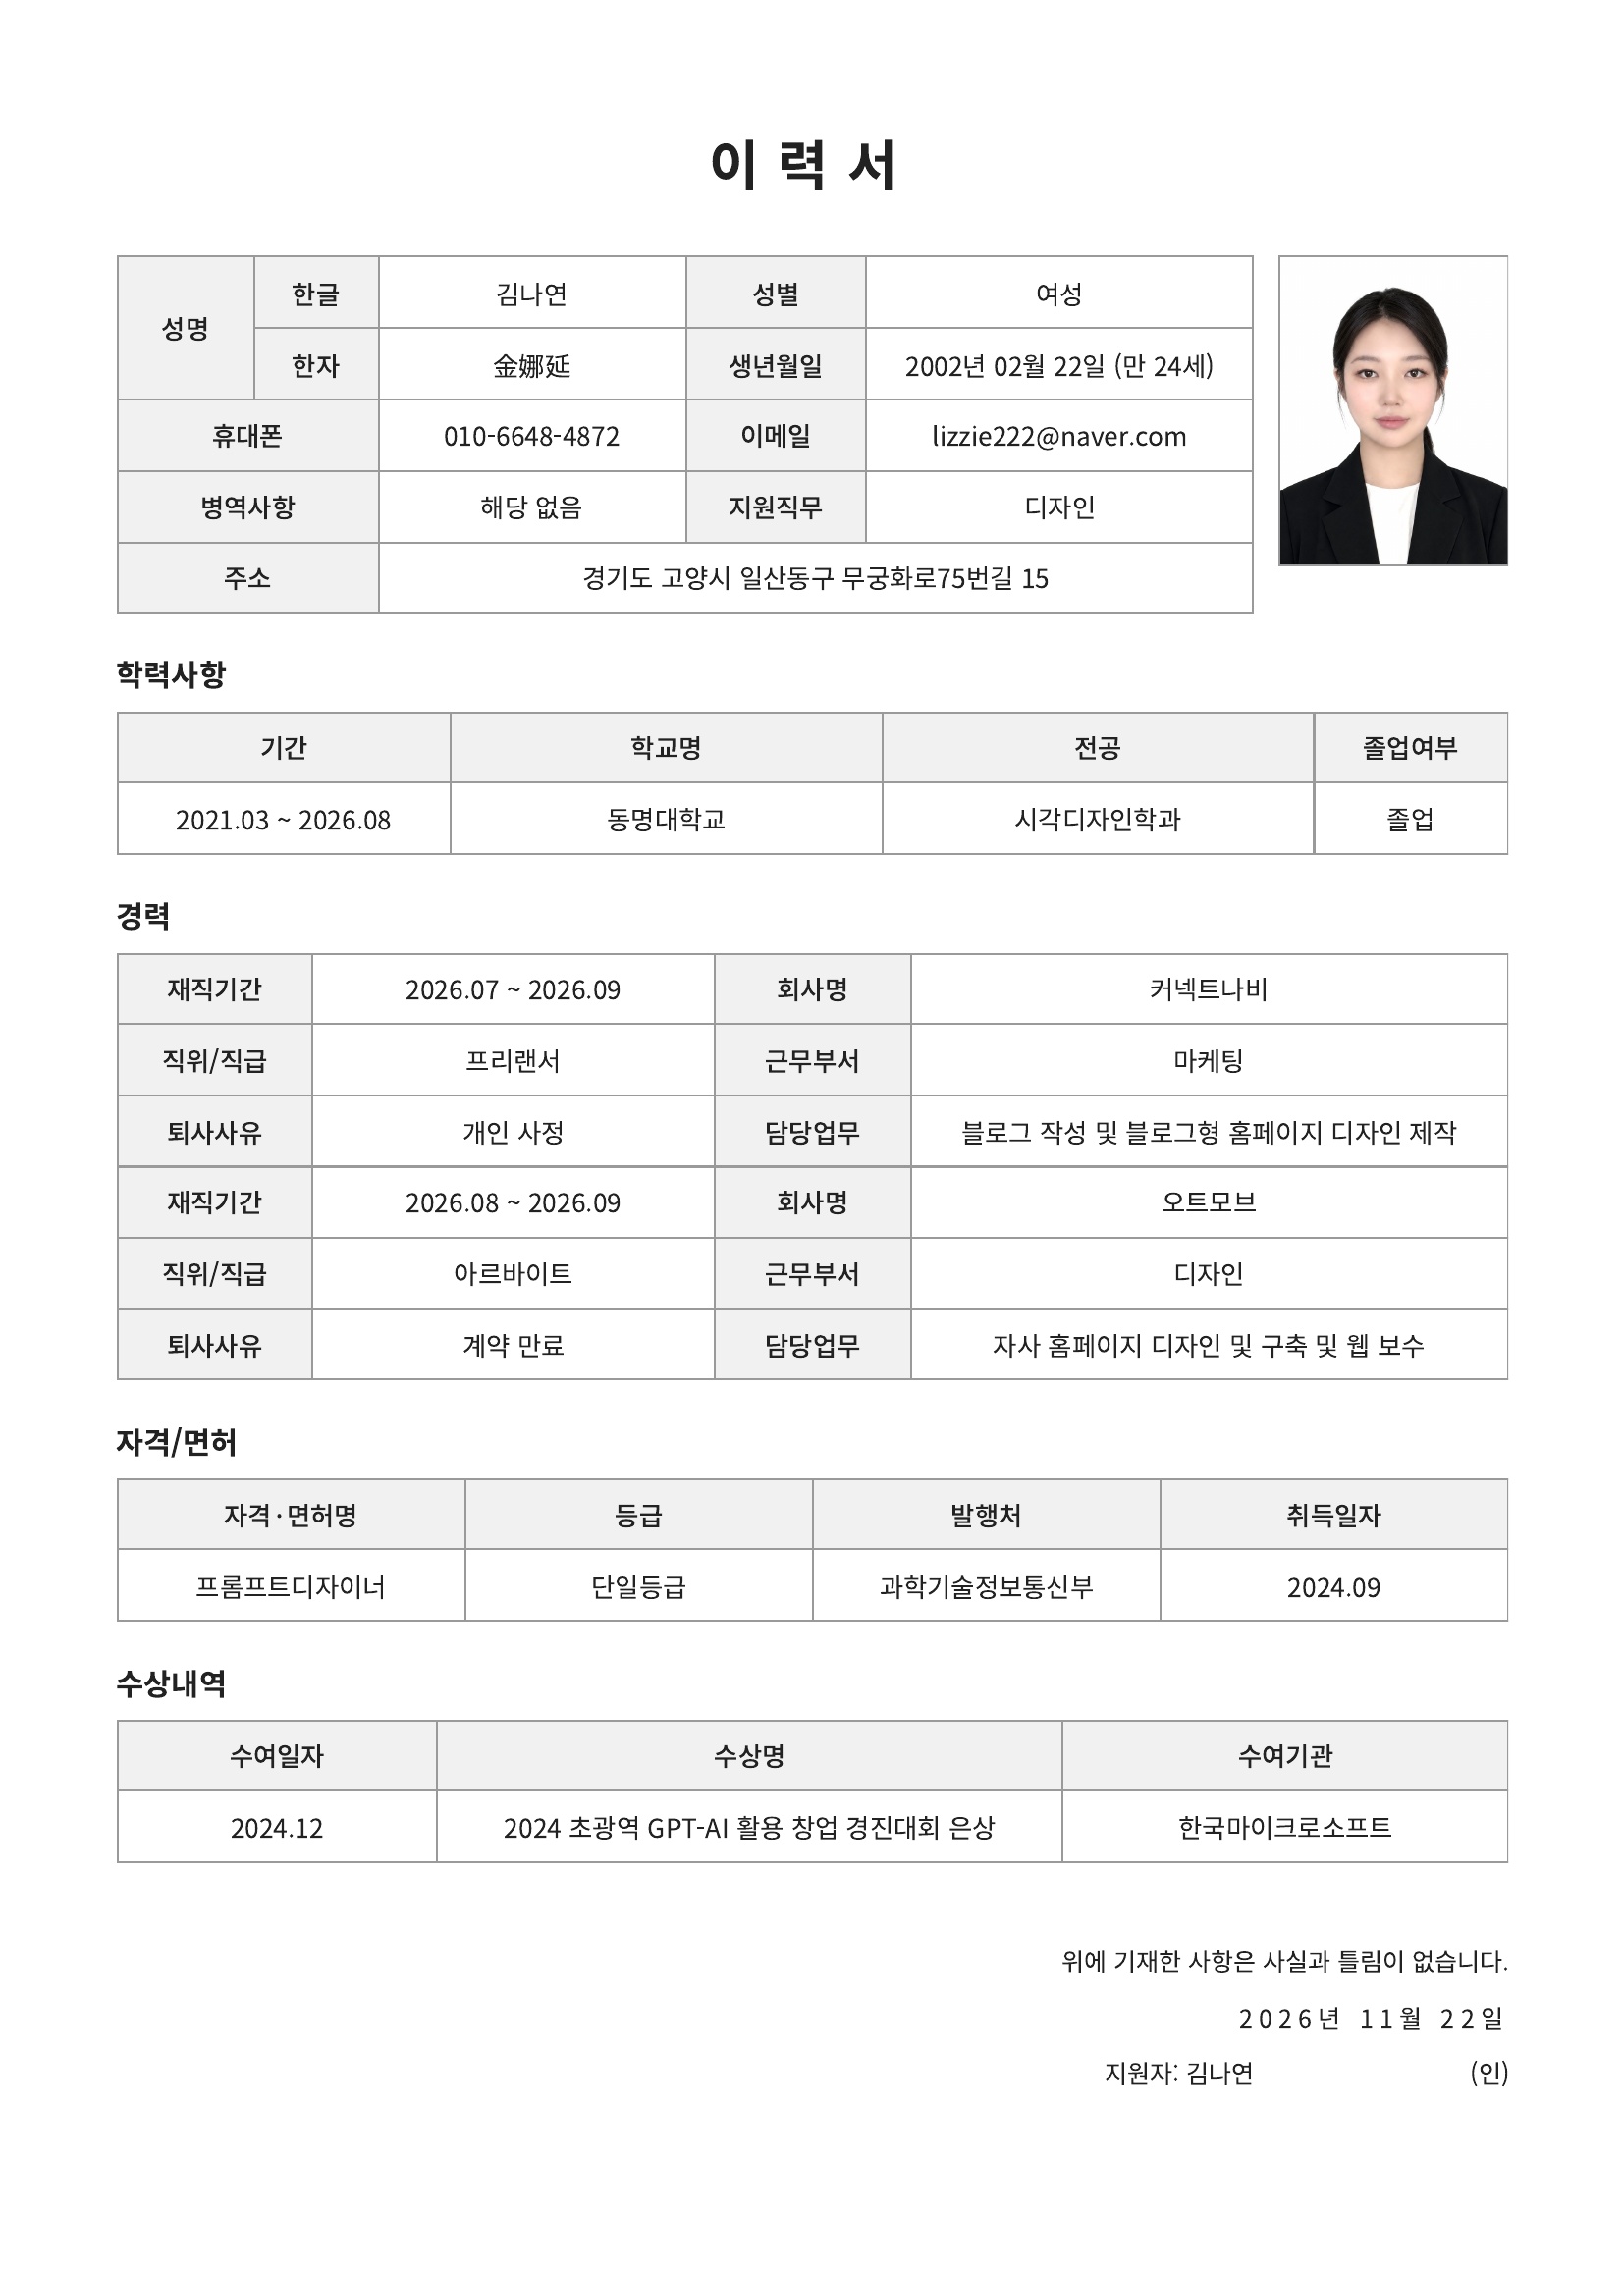 이 력 서
성명 한글 김나연 성별 여성
한자 金娜延 생년월일 2002년 02월 22일 (만 24세)
휴대폰 010-6648-4872 이메일 lizzie222@naver.com
병역사항 해당 없음 지원직무 디자인
주소 경기도 고양시 일산동구 무궁화로75번길 15
학력사항
기간 학교명 전공 졸업여부
2021.03 ~ 2026.08 동명대학교 시각디자인학과 졸업
경력
재직기간 2026.07 ~ 2026.09 회사명 커넥트나비
직위/직급 프리랜서 근무부서 마케팅
퇴사사유 개인 사정 담당업무 블로그 작성 및 블로그형 홈페이지 디자인 제작
재직기간 2026.08 ~ 2026.09 회사명 오트모브
직위/직급 아르바이트 근무부서 디자인
퇴사사유 계약 만료 담당업무 자사 홈페이지 디자인 및 구축 및 웹 보수
자격/면허
자격·면허명 등급 발행처 취득일자
프롬프트디자이너 단일등급 과학기술정보통신부 2024.09
수상내역
수여일자 수상명 수여기관
2024.12 2024 초광역 GPT-AI 활용 창업 경진대회 은상 한국마이크로소프트
위에 기재한 사항은 사실과 틀림이 없습니다.
2026년 11월 22일
지원자: 김나연 (인)